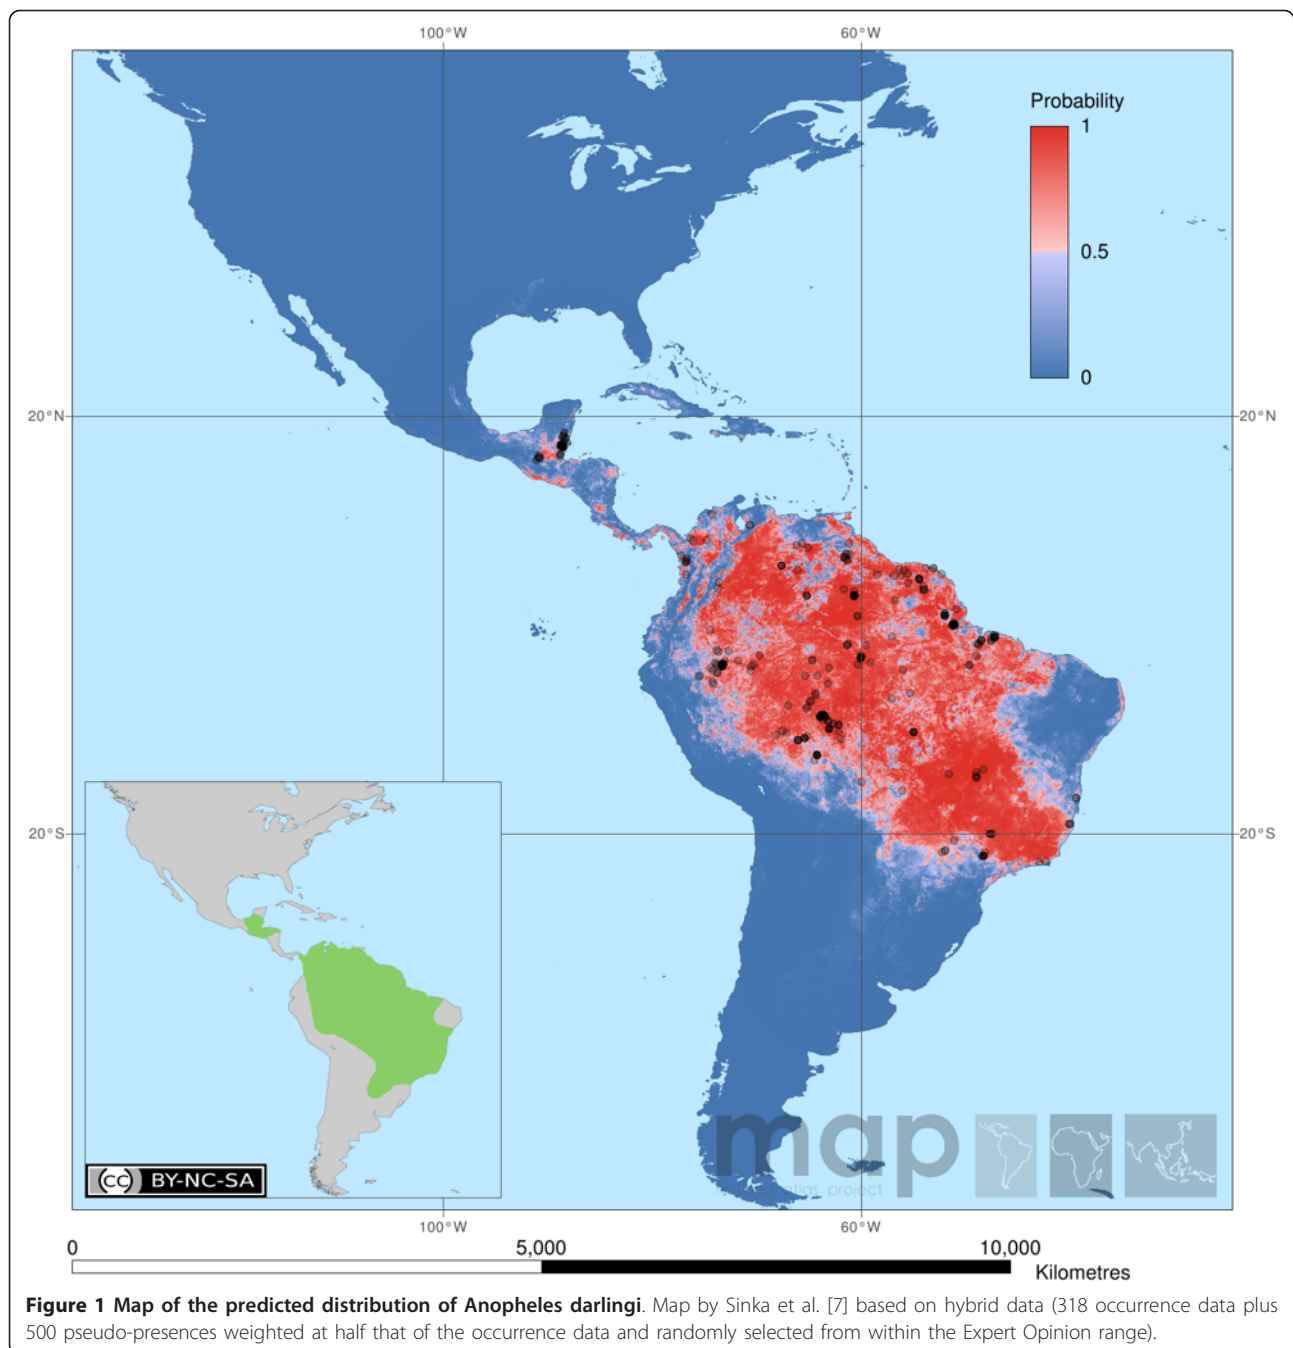 100°W 60°W
Probability
1
0.5
0
20°N 20°N
20°S 20°S
map
atlas project
CC BY-NC-SA
100°W 60°W
0 5,000 10,000
Kilometres
Figure 1 Map of the predicted distribution of Anopheles darlingi. Map by Sinka et al. [7] based on hybrid data (318 occurrence data plus
500 pseudo-presences weighted at half that of the occurrence data and randomly selected from within the Expert Opinion range).